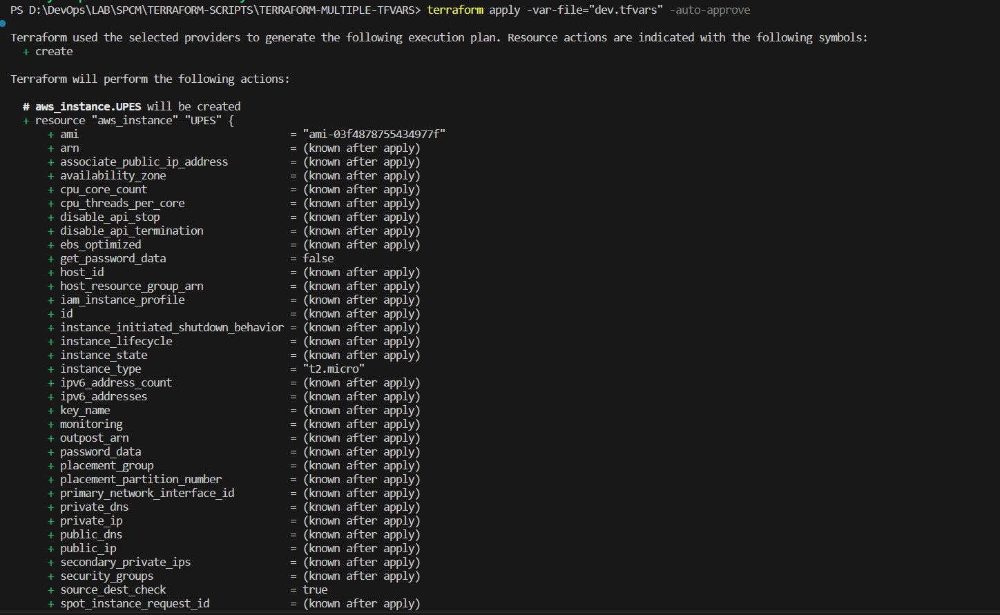 PS D:\DevOps\LAB\SPCM\TERRAFORM-SCRIPTS\TERRAFORM-MULTIPLE-TFVARS> terraform apply -var-file="dev.tfvars" -auto-approve
Terraform used the selected providers to generate the following execution plan. Resource actions are indicated with the following symbols:
+ create
Terraform will perform the following actions:
# aws_instance.UPES will be created
+ resource "aws_instance" "UPES" {
+ ami = "ami-03f4878755434977f"
+ arn = (known after apply)
+ associate_public_ip_address = (known after apply)
+ availability_zone = (known after apply)
+ cpu_core_count = (known after apply)
+ cpu_threads_per_core = (known after apply)
+ disable_api_stop = (known after apply)
+ disable_api_termination = (known after apply)
+ ebs_optimized = (known after apply)
+ get_password_data = false
+ host_id = (known after apply)
+ host_resource_group_arn = (known after apply)
+ iam_instance_profile = (known after apply)
+ id = (known after apply)
+ instance_initiated_shutdown_behavior = (known after apply)
+ instance_lifecycle = (known after apply)
+ instance_state = (known after apply)
+ instance_type = "t2.micro"
+ ipv6_address_count = (known after apply)
+ ipv6_addresses = (known after apply)
+ key_name = (known after apply)
+ monitoring = (known after apply)
+ outpost_arn = (known after apply)
+ password_data = (known after apply)
+ placement_group = (known after apply)
+ placement_partition_number = (known after apply)
+ primary_network_interface_id = (known after apply)
+ private_dns = (known after apply)
+ private_ip = (known after apply)
+ public_dns = (known after apply)
+ public_ip = (known after apply)
+ secondary_private_ips = (known after apply)
+ security_groups = (known after apply)
+ source_dest_check = true
+ spot_instance_request_id = (known after apply)